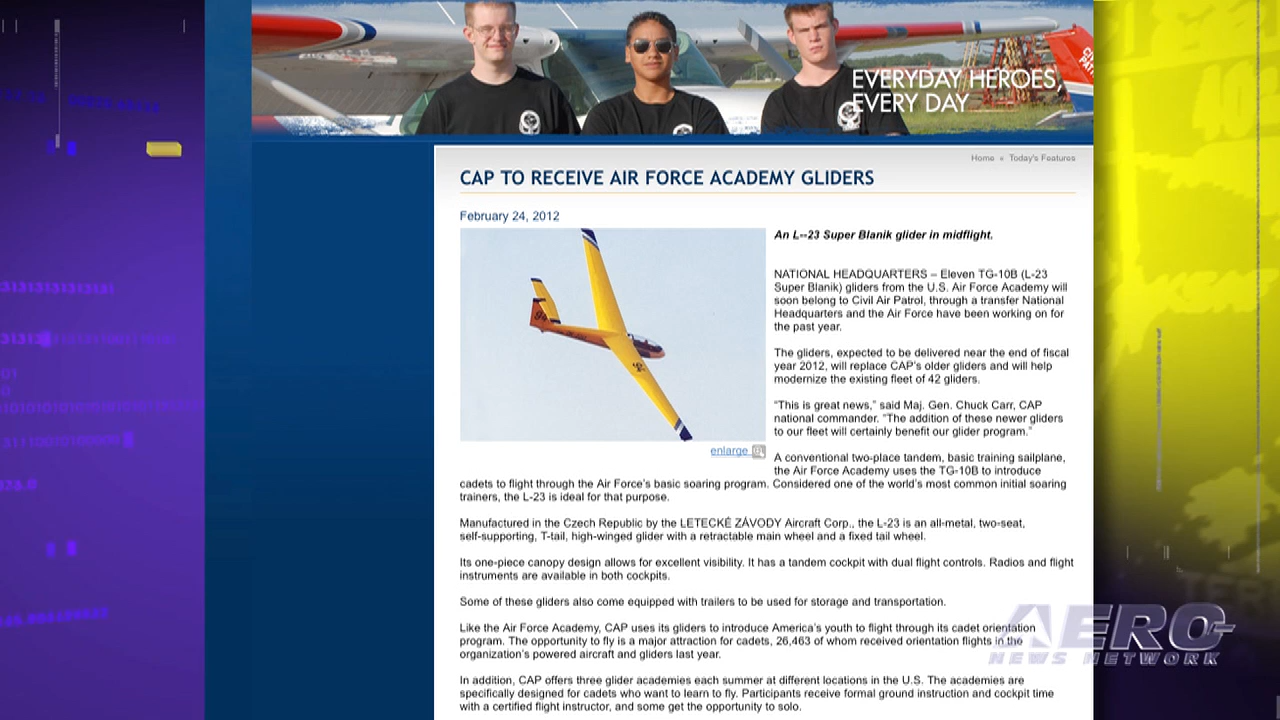 EVERYDAY HEROES,
EVERY DAY
Home « Today's Features
CAP TO RECEIVE AIR FORCE ACADEMY GLIDERS
February 24, 2012
An L--23 Super Blanik glider in midflight.
NATIONAL HEADQUARTERS – Eleven TG-10B (L-23
Super Blanik) gliders from the U.S. Air Force Academy will
soon belong to Civil Air Patrol, through a transfer National
Headquarters and the Air Force have been working on for
the past year.
The gliders, expected to be delivered near the end of fiscal
year 2012, will replace CAP's older gliders and will help
modernize the existing fleet of 42 gliders.
“This is great news,” said Maj. Gen. Chuck Carr, CAP
national commander. “The addition of these newer gliders
to our fleet will certainly benefit our glider program.”
enlarge
A conventional two-place tandem, basic training sailplane,
the Air Force Academy uses the TG-10B to introduce
cadets to flight through the Air Force's basic soaring program. Considered one of the world's most common initial soaring
trainers, the L-23 is ideal for that purpose.
Manufactured in the Czech Republic by the LETECKÉ ZÁVODY Aircraft Corp., the L-23 is an all-metal, two-seat,
self-supporting, T-tail, high-winged glider with a retractable main wheel and a fixed tail wheel.
Its one-piece canopy design allows for excellent visibility. It has a tandem cockpit with dual flight controls. Radios and flight
instruments are available in both cockpits.
Some of these gliders also come equipped with trailers to be used for storage and transportation.
Like the Air Force Academy, CAP uses its gliders to introduce America's youth to flight through its cadet orientation
program. The opportunity to fly is a major attraction for cadets, 26,463 of whom received orientation flights in the
organization's powered aircraft and gliders last year.
In addition, CAP offers three glider academies each summer at different locations in the U.S. The academies are
specifically designed for cadets who want to learn to fly. Participants receive formal ground instruction and cockpit time
with a certified flight instructor, and some get the opportunity to solo.
AERO-
NEWS NETWORK